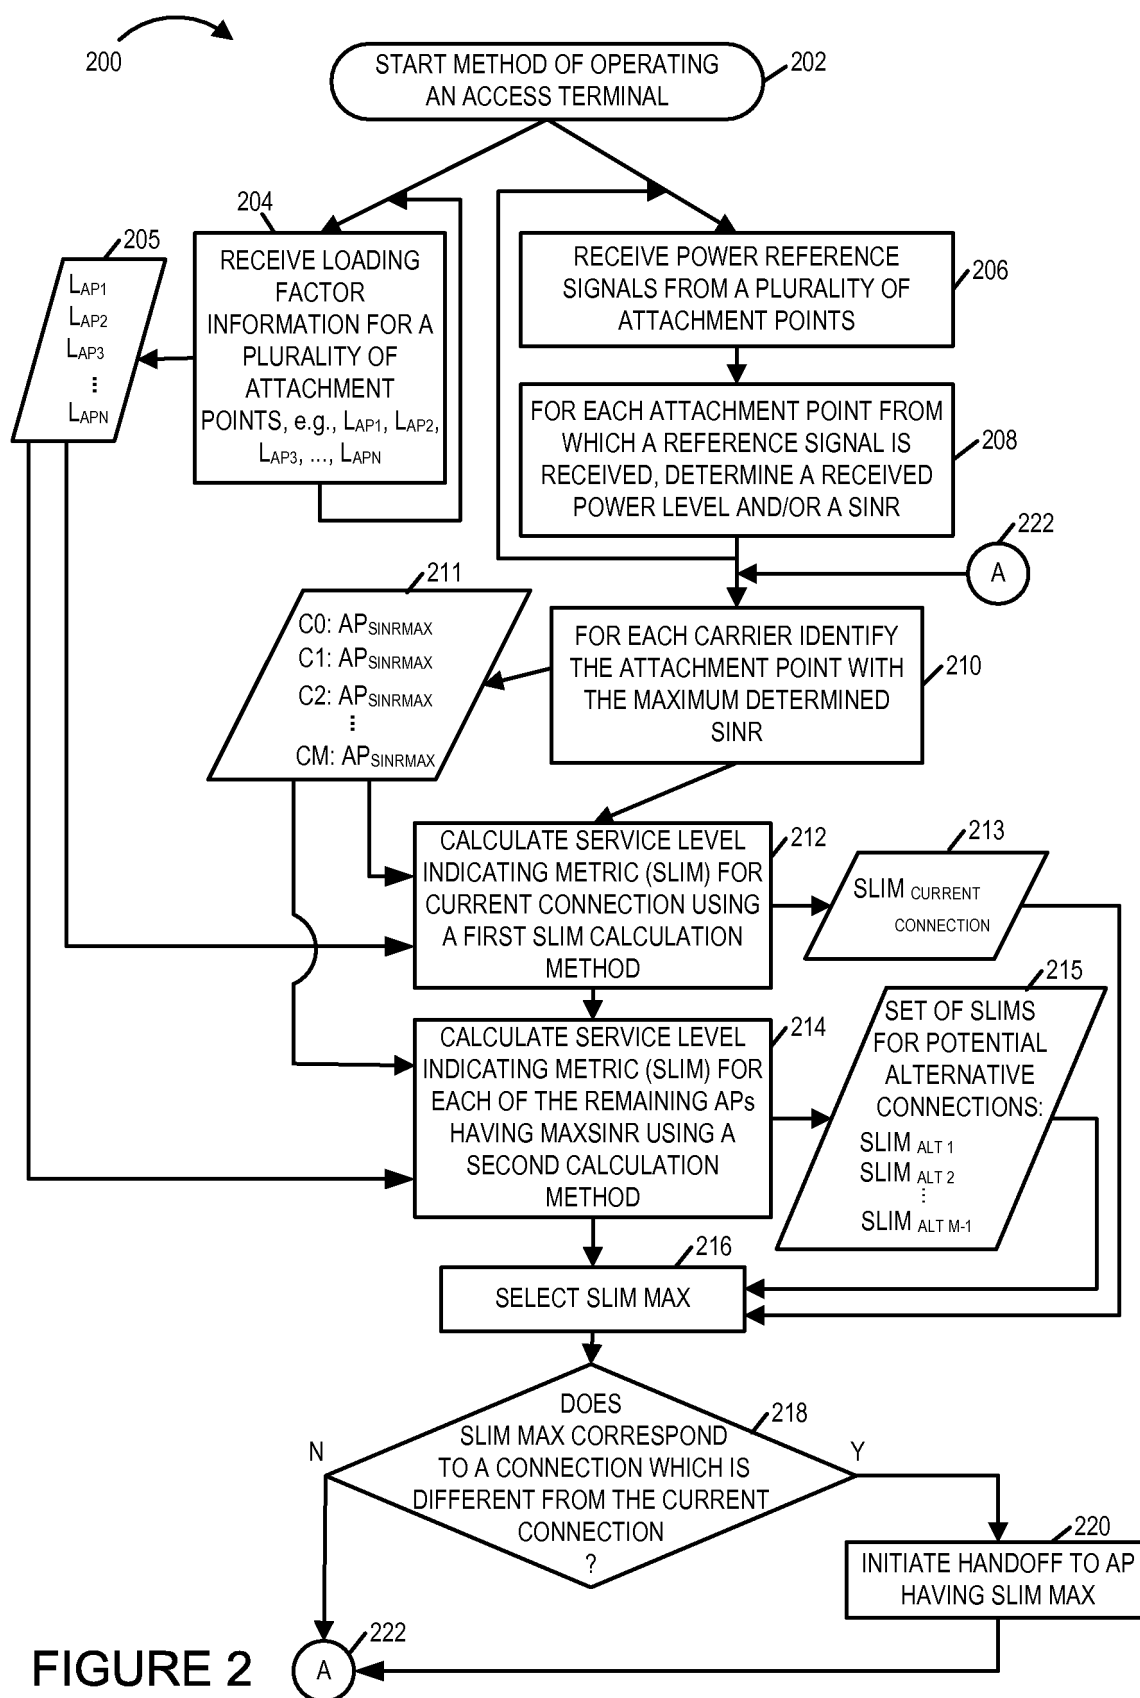 200
START METHOD OF OPERATING
AN ACCESS TERMINAL
202
204
RECEIVE LOADING
FACTOR
INFORMATION FOR A
PLURALITY OF
ATTACHMENT
POINTS, e.g., LAP1, LAP2,
LAP3, ..., LAPN
205
LAP1
LAP2
LAP3
...
LAPN
RECEIVE POWER REFERENCE
SIGNALS FROM A PLURALITY OF
ATTACHMENT POINTS
206
FOR EACH ATTACHMENT POINT FROM
WHICH A REFERENCE SIGNAL IS
RECEIVED, DETERMINE A RECEIVED
POWER LEVEL AND/OR A SINR
208
222
A
211
C0: APSINRMAX
C1: APSINRMAX
C2: APSINRMAX
...
CM: APSINRMAX
FOR EACH CARRIER IDENTIFY
THE ATTACHMENT POINT WITH
THE MAXIMUM DETERMINED
SINR
210
CALCULATE SERVICE LEVEL
INDICATING METRIC (SLIM) FOR
CURRENT CONNECTION USING
A FIRST SLIM CALCULATION
METHOD
212
213
SLIM CURRENT
CONNECTION
CALCULATE SERVICE LEVEL
INDICATING METRIC (SLIM) FOR
EACH OF THE REMAINING APs
HAVING MAXSINR USING A
SECOND CALCULATION
METHOD
214
215
SET OF SLIMS
FOR POTENTIAL
ALTERNATIVE
CONNECTIONS:
SLIM ALT 1
SLIM ALT 2
...
SLIM ALT M-1
216
SELECT SLIM MAX
DOES
SLIM MAX CORRESPOND
TO A CONNECTION WHICH IS
DIFFERENT FROM THE CURRENT
CONNECTION
?
218
N
Y
220
INITIATE HANDOFF TO AP
HAVING SLIM MAX
222
A
FIGURE 2